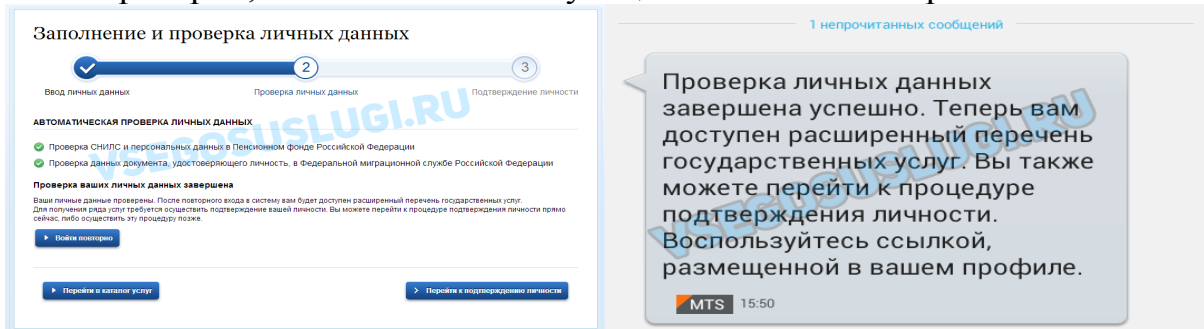 Заполнение и проверка личных данных
2
3
Ввод личных данных
Проверка личных данных
Подтверждение личности
АВТОМАТИЧЕСКАЯ ПРОВЕРКА ЛИЧНЫХ ДАННЫХ
Проверка СНИЛС и персональных данных в Пенсионном фонде Российской Федерации
Проверка данных документа, удостоверяющего личность, в Федеральной миграционной службе Российской Федерации
Проверка ваших личных данных завершена
Ваши личные данные проверены. После повторного входа в систему вам будет доступен расширенный перечень государственных услуг.
Для получения ряда услуг требуется осуществить подтверждение вашей личности. Вы можете перейти к процедуре подтверждения личности прямо
сейчас, либо осуществить эту процедуру позже.
Войти повторно
Перейти в каталог услуг
Перейти к подтверждению личности
VSEGOSUSLUGI.RU
1 непрочитанных сообщений
Проверка личных данных
завершена успешно. Теперь вам
доступен расширенный перечень
государственных услуг. Вы также
можете перейти к процедуре
подтверждения личности.
Воспользуйтесь ссылкой,
размещенной в вашем профиле.
MTS 15:50
VSEGOSUSLUGI.RU